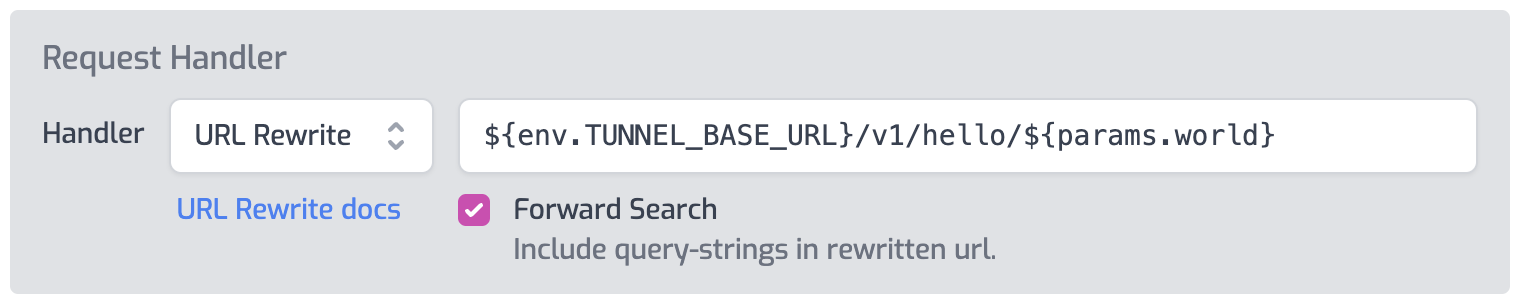 Request Handler
Handler
URL Rewrite
${env.TUNNEL_BASE_URL}/v1/hello/${params.world}
URL Rewrite docs
Forward Search
Include query-strings in rewritten url.